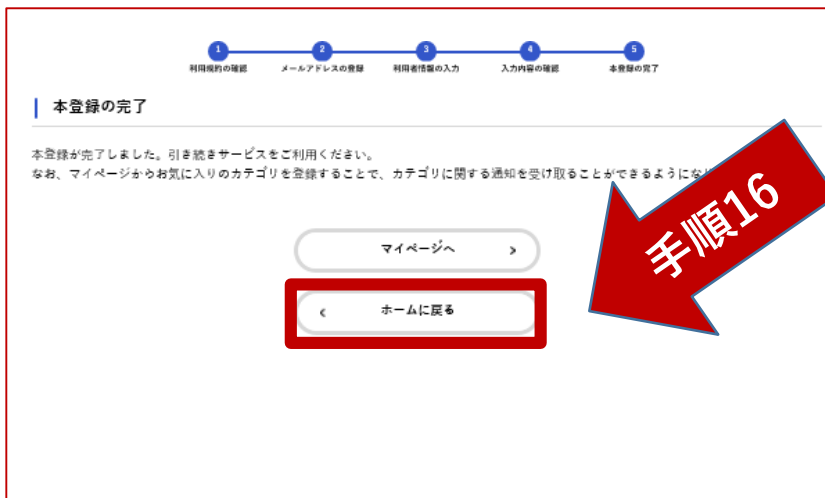 1 2 3 4 5
利用規約の確認 メールアドレスの登録 利用者情報の入力 入力内容の確認 本登録の完了
本登録の完了
本登録が完了しました。引き続きサービスをご利用ください。
なお、マイページからお気に入りのカテゴリを登録することで、カテゴリに関する通知を受け取ることができるようにな
マイページへ
ホームに戻る
手順16